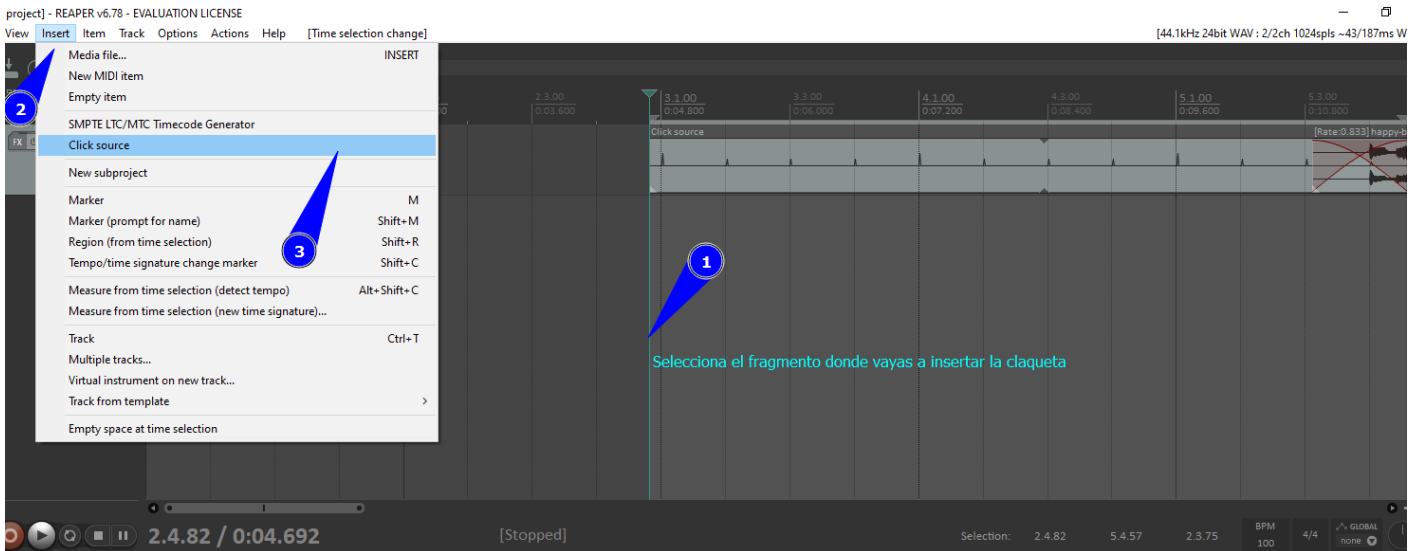 project] - REAPER v6.78 - EVALUATION LICENSE
View Insert Item Track Options Actions Help [Time selection change] [44.1kHz 24bit WAV : 2/2ch 1024spls ~43/187ms W
Media file... INSERT
New MIDI item
Empty item
SMPTE LTC/MTC Timecode Generator
Click source
New subproject
Marker M
Marker (prompt for name) Shift+M
Region (from time selection) Shift+R
Tempo/time signature change marker Shift+C
Measure from time selection (detect tempo) Alt+Shift+C
Measure from time selection (new time signature)...
Track Ctrl+T
Multiple tracks...
Virtual instrument on new track...
Track from template
Empty space at time selection
2
3
1
FX
2.3.00 3.1.00 3.3.00 4.1.00 4.3.00 5.1.00 5.3.00
0:03.600 0:04.800 0:06.000 0:07.200 0:08.400 0:09.600 0:10.800
Click source [Rate:0.833] happy-b
Selecciona el fragmento donde vayas a insertar la claqueta
2.4.82 / 0:04.692 [Stopped] Selection: 2.4.82 5.4.57 2.3.75 BPM 100 4/4 GLOBAL none